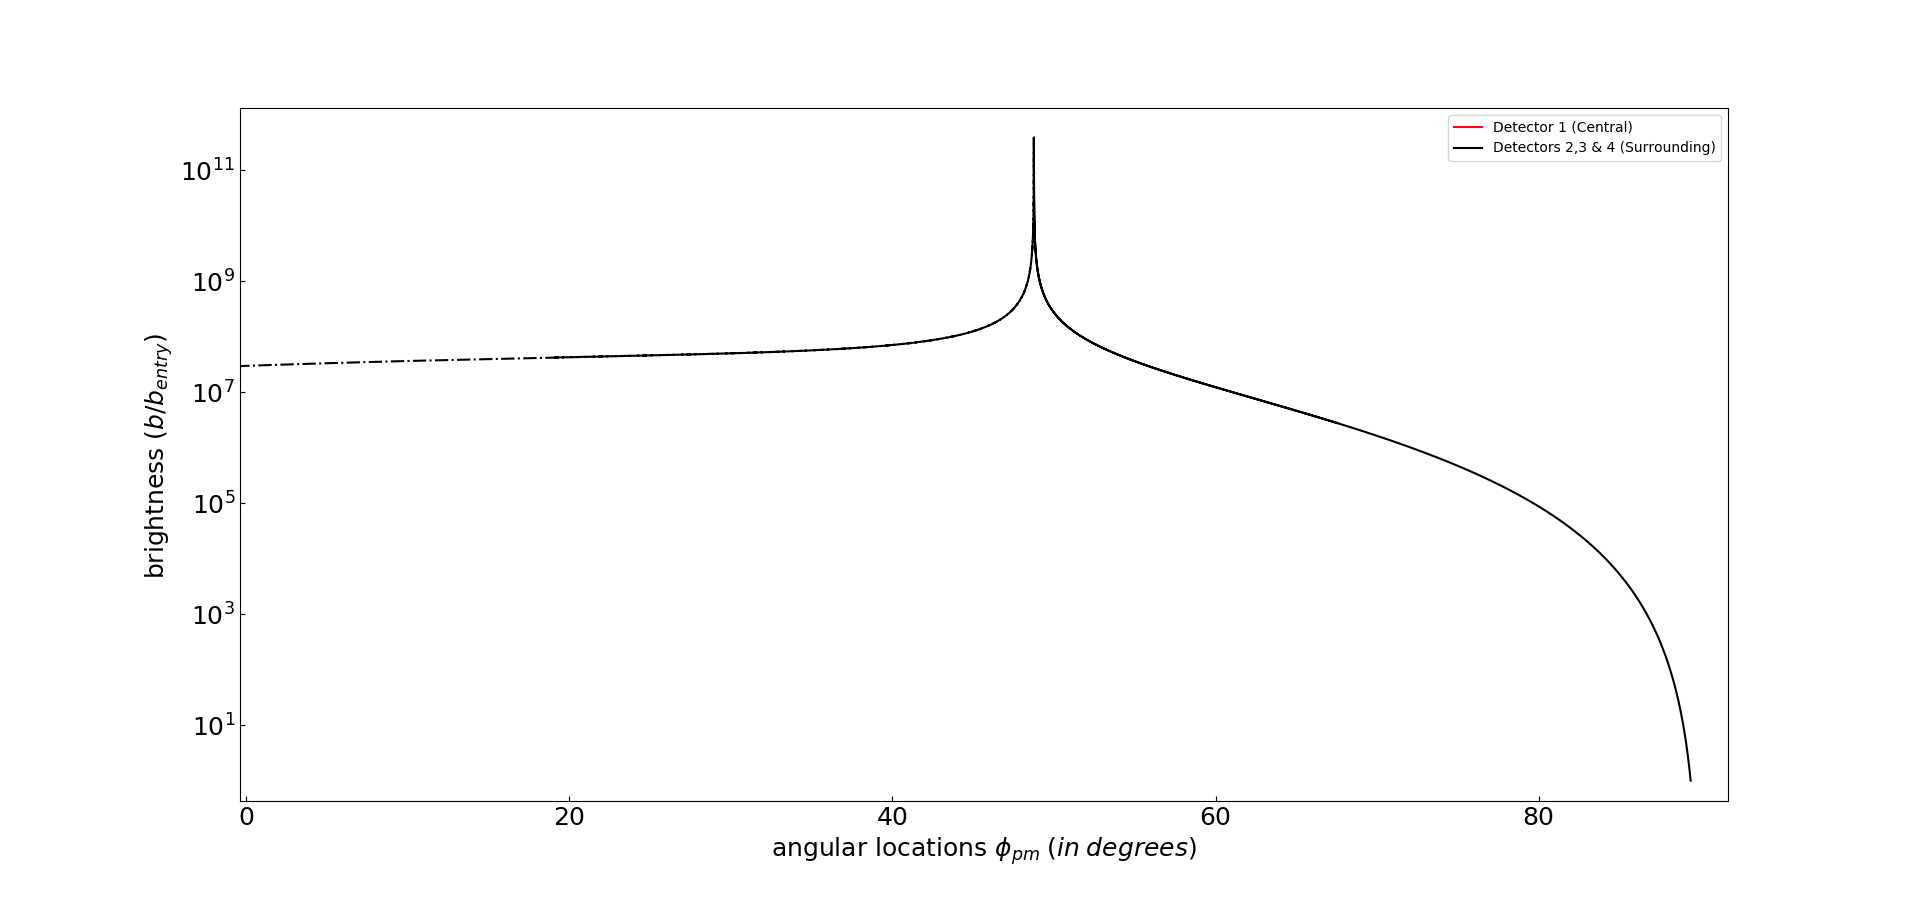 Detector 1 (Central)
Detectors 2,3 & 4 (Surrounding)
10^11
10^9
10^7
10^5
10^3
10^1
brightness (b/b_entry)
0 20 40 60 80
angular locations ϕ_pm (in degrees)